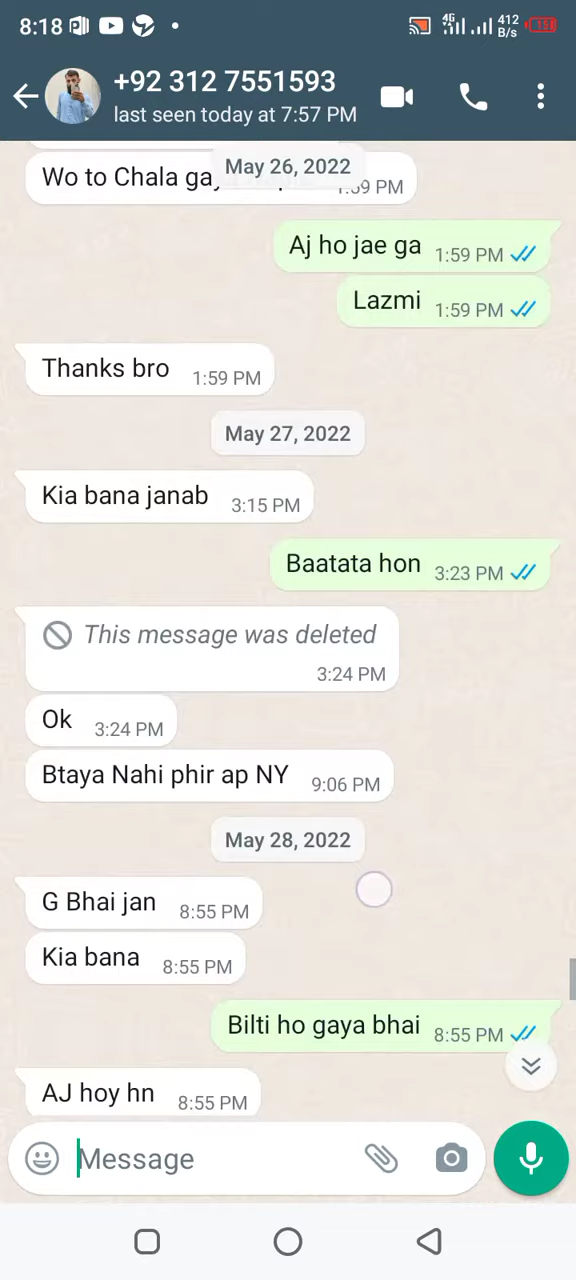 8:18
4G
412
B/s
15
+92 312 7551593
last seen today at 7:57 PM
May 26, 2022
Wo to Chala 1:59 PM
Aj ho jae ga 1:59 PM
Lazmi 1:59 PM
Thanks bro 1:59 PM
May 27, 2022
Kia bana janab 3:15 PM
Baatata hon 3:23 PM
This message was deleted
3:24 PM
Ok 3:24 PM
Btaya Nahi phir ap NY 9:06 PM
May 28, 2022
G Bhai jan 8:55 PM
Kia bana 8:55 PM
Bilti ho gaya bhai 8:55 PM
AJ hoy hn 8:55 PM
Message